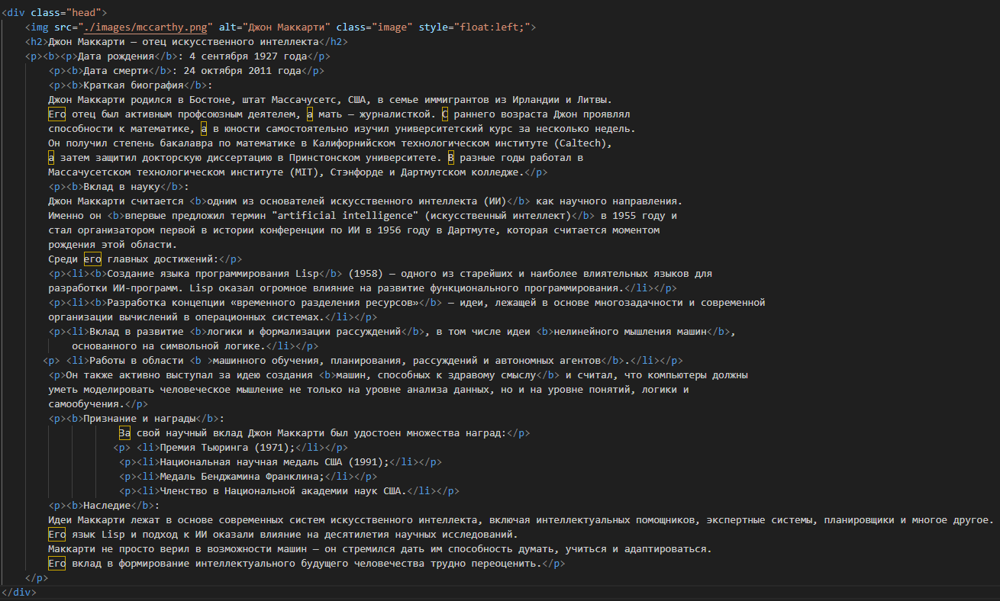 <div class="head">
<img src="./images/mccarthy.png" alt="Джон Маккарти" class="image" style="float:left;">
<h2>Джон Маккарти — отец искусственного интеллекта</h2>
<p><b><p>Дата рождения</b>: 4 сентября 1927 года</p>
<p><b>Дата смерти</b>: 24 октября 2011 года</p>
<p><b>Краткая биография</b>:
Джон Маккарти родился в Бостоне, штат Массачусетс, США, в семье иммигрантов из Ирландии и Литвы.
Его отец был активным профсоюзным деятелем, а мать — журналисткой. С раннего возраста Джон проявлял
способности к математике, а в юности самостоятельно изучил университетский курс за несколько недель.
Он получил степень бакалавра по математике в Калифорнийском технологическом институте (Caltech),
а затем защитил докторскую диссертацию в Принстонском университете. В разные годы работал в
Массачусетском технологическом институте (MIT), Стэнфорде и Дартмутском колледже.</p>
<p><b>Вклад в науку</b>:
Джон Маккарти считается <b>одним из основателей искусственного интеллекта (ИИ)</b> как научного направления.
Именно он <b>впервые предложил термин "artificial intelligence" (искусственный интеллект)</b> в 1955 году и
стал организатором первой в истории конференции по ИИ в 1956 году в Дартмуте, которая считается моментом
рождения этой области.
Среди его главных достижений:</p>
<p><li><b>Создание языка программирования Lisp</b> (1958) — одного из старейших и наиболее влиятельных языков для
разработки ИИ-программ. Lisp оказал огромное влияние на развитие функционального программирования.</li></p>
<p><li><b>Разработка концепции «временного разделения ресурсов»</b> — идеи, лежащей в основе многозадачности и современной
организации вычислений в операционных системах.</li></p>
<p><li>Вклад в развитие <b>логики и формализации рассуждений</b>, в том числе идеи <b>нелинейного мышления машин</b>,
основанного на символьной логике.</li></p>
<p> <li>Работы в области <b >машинного обучения, планирования, рассуждений и автономных агентов</b>.</li></p>
<p>Он также активно выступал за идею создания <b>машин, способных к здравому смыслу</b> и считал, что компьютеры должны
уметь моделировать человеческое мышление не только на уровне анализа данных, но и на уровне понятий, логики и
самообучения.</p>
<p><b>Признание и награды</b>:
За свой научный вклад Джон Маккарти был удостоен множества наград:</p>
<p> <li>Премия Тьюринга (1971);</li></p>
<p><li>Национальная научная медаль США (1991);</li></p>
<p><li>Медаль Бенджамина Франклина;</li></p>
<p><li>Членство в Национальной академии наук США.</li></p>
<p><b>Наследие</b>:
Идеи Маккарти лежат в основе современных систем искусственного интеллекта, включая интеллектуальных помощников, экспертные системы, планировщики и многое другое.
Его язык Lisp и подход к ИИ оказали влияние на десятилетия научных исследований.
Маккарти не просто верил в возможности машин — он стремился дать им способность думать, учиться и адаптироваться.
Его вклад в формирование интеллектуального будущего человечества трудно переоценить.</p>
</p>
</div>